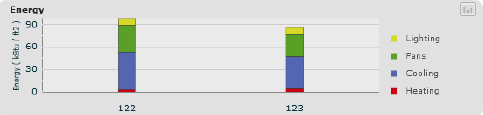 Energy
Energy ( kBtu / ft2 )
90
60
30
0
122
123
Lighting
Fans
Cooling
Heating